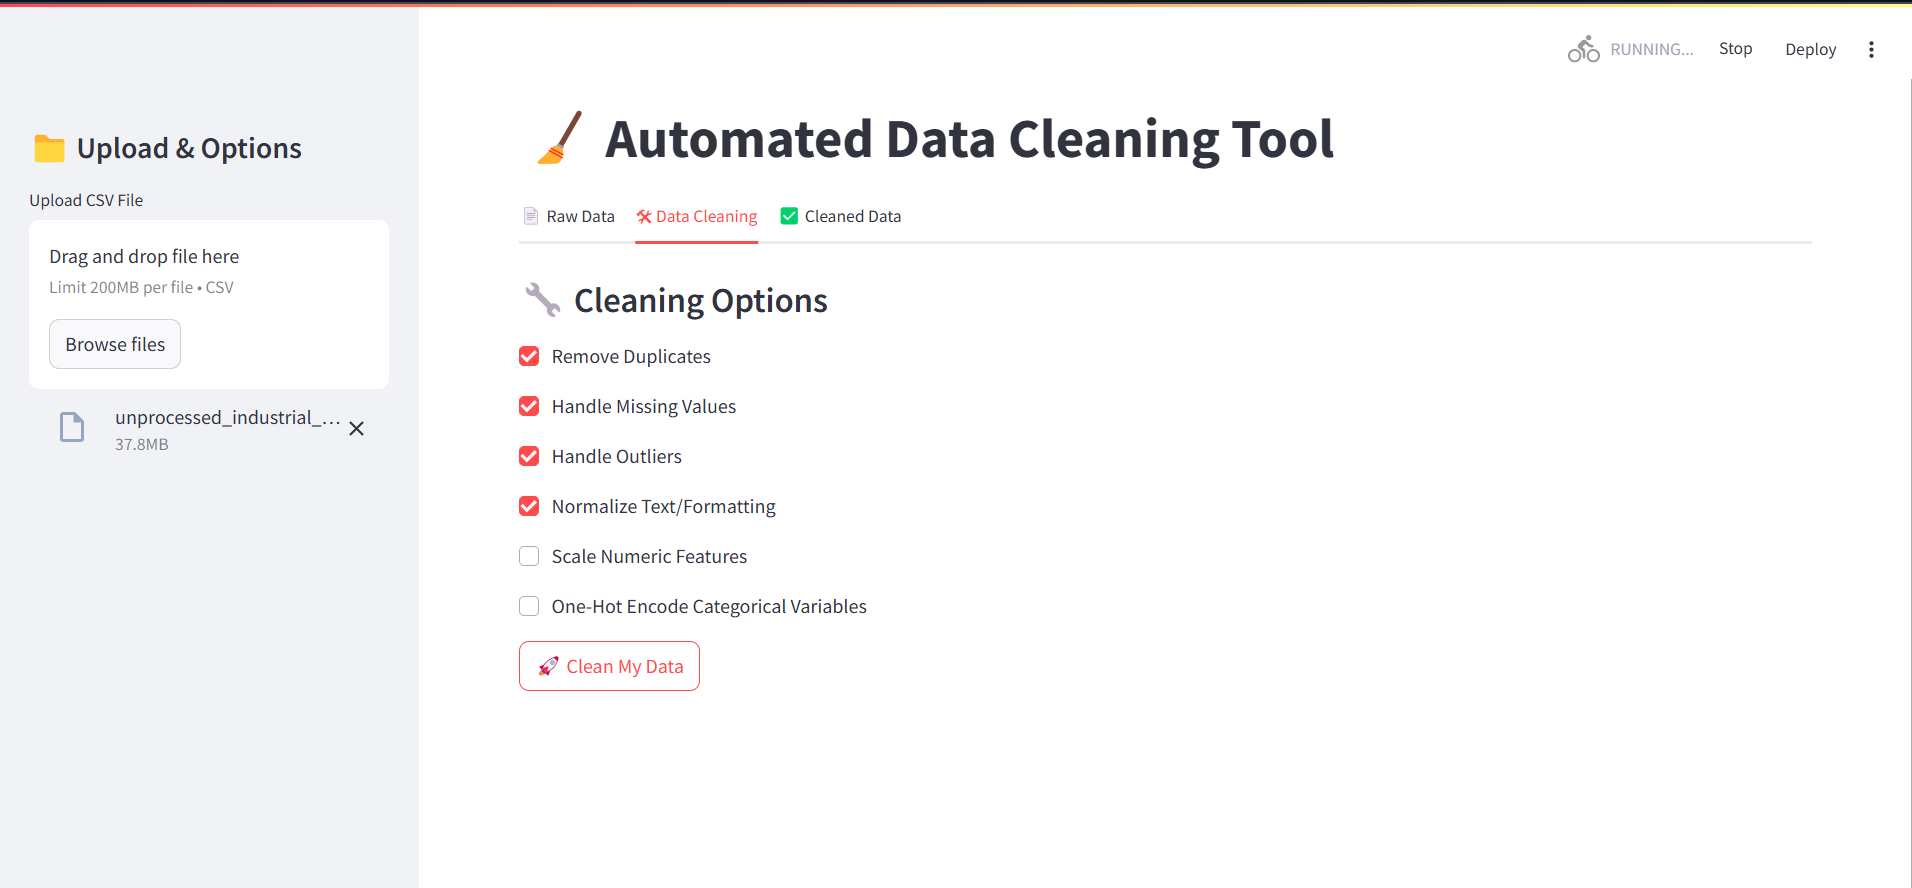 RUNNING...
Stop
Deploy
Upload & Options
Upload CSV File
Drag and drop file here
Limit 200MB per file • CSV
Browse files
unprocessed_industrial_...
37.8MB
Automated Data Cleaning Tool
Raw Data
Data Cleaning
Cleaned Data
Cleaning Options
Remove Duplicates
Handle Missing Values
Handle Outliers
Normalize Text/Formatting
Scale Numeric Features
One-Hot Encode Categorical Variables
Clean My Data